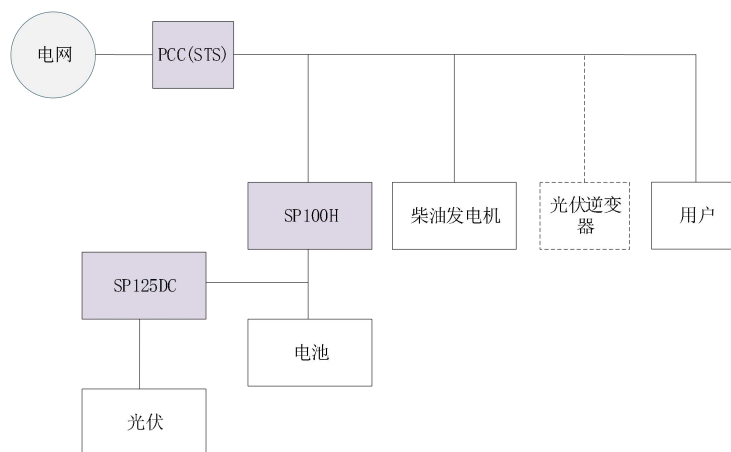 电网
PCC(STS)
SP100H
柴油发电机
光伏逆变
器
用户
SP125DC
电池
光伏